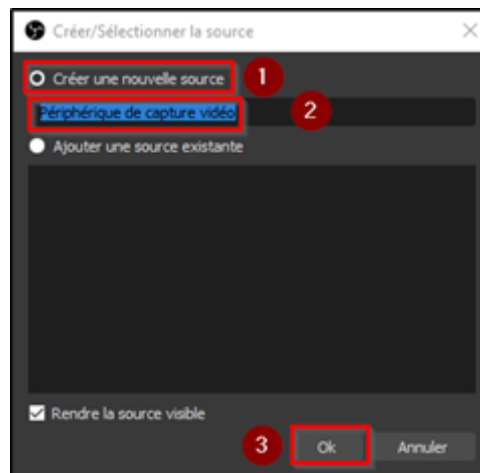 Créer/Sélectionner la source
Créer une nouvelle source 1
Périphérique de capture vidéo 2
Ajouter une source existante
Rendre la source visible
3 Ok Annuler